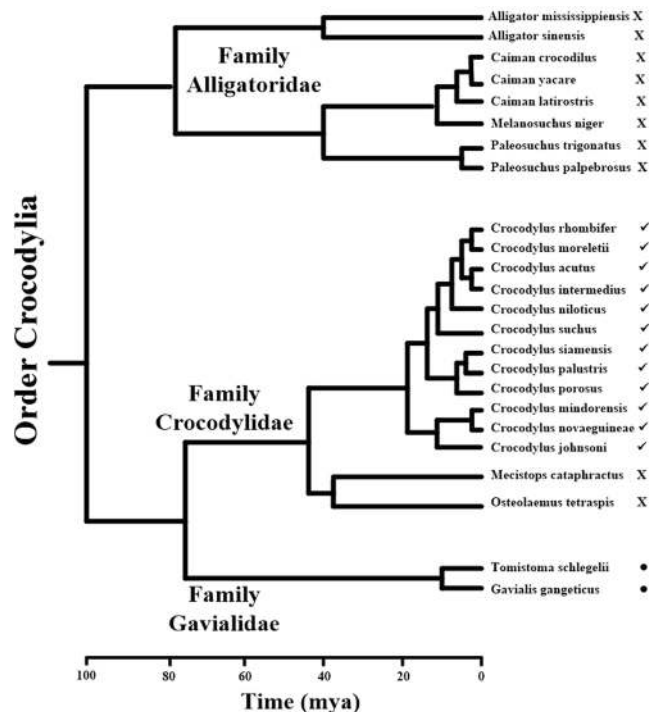 Alligator mississippiensis X
Alligator sinensis X
Family
Alligatoridae
Caiman crocodilus X
Caiman yacare X
Caiman latirostris X
Melanosuchus niger X
Paleosuchus trigonatus X
Paleosuchus palpebrosus X
Order Crocodylia
Crocodylus rhombifer ✓
Crocodylus moreletii ✓
Crocodylus acutus ✓
Crocodylus intermedius ✓
Crocodylus niloticus ✓
Crocodylus suchus ✓
Crocodylus siamensis ✓
Crocodylus palustris ✓
Crocodylus porosus ✓
Crocodylus mindorensis ✓
Crocodylus novaeguineae ✓
Crocodylus johnsoni ✓
Family
Crocodylidae
Mecistops cataphractus X
Osteolaemus tetraspis X
Tomistoma schlegelii •
Gavialis gangeticus •
Family
Gavialidae
100 80 60 40 20 0
Time (mya)